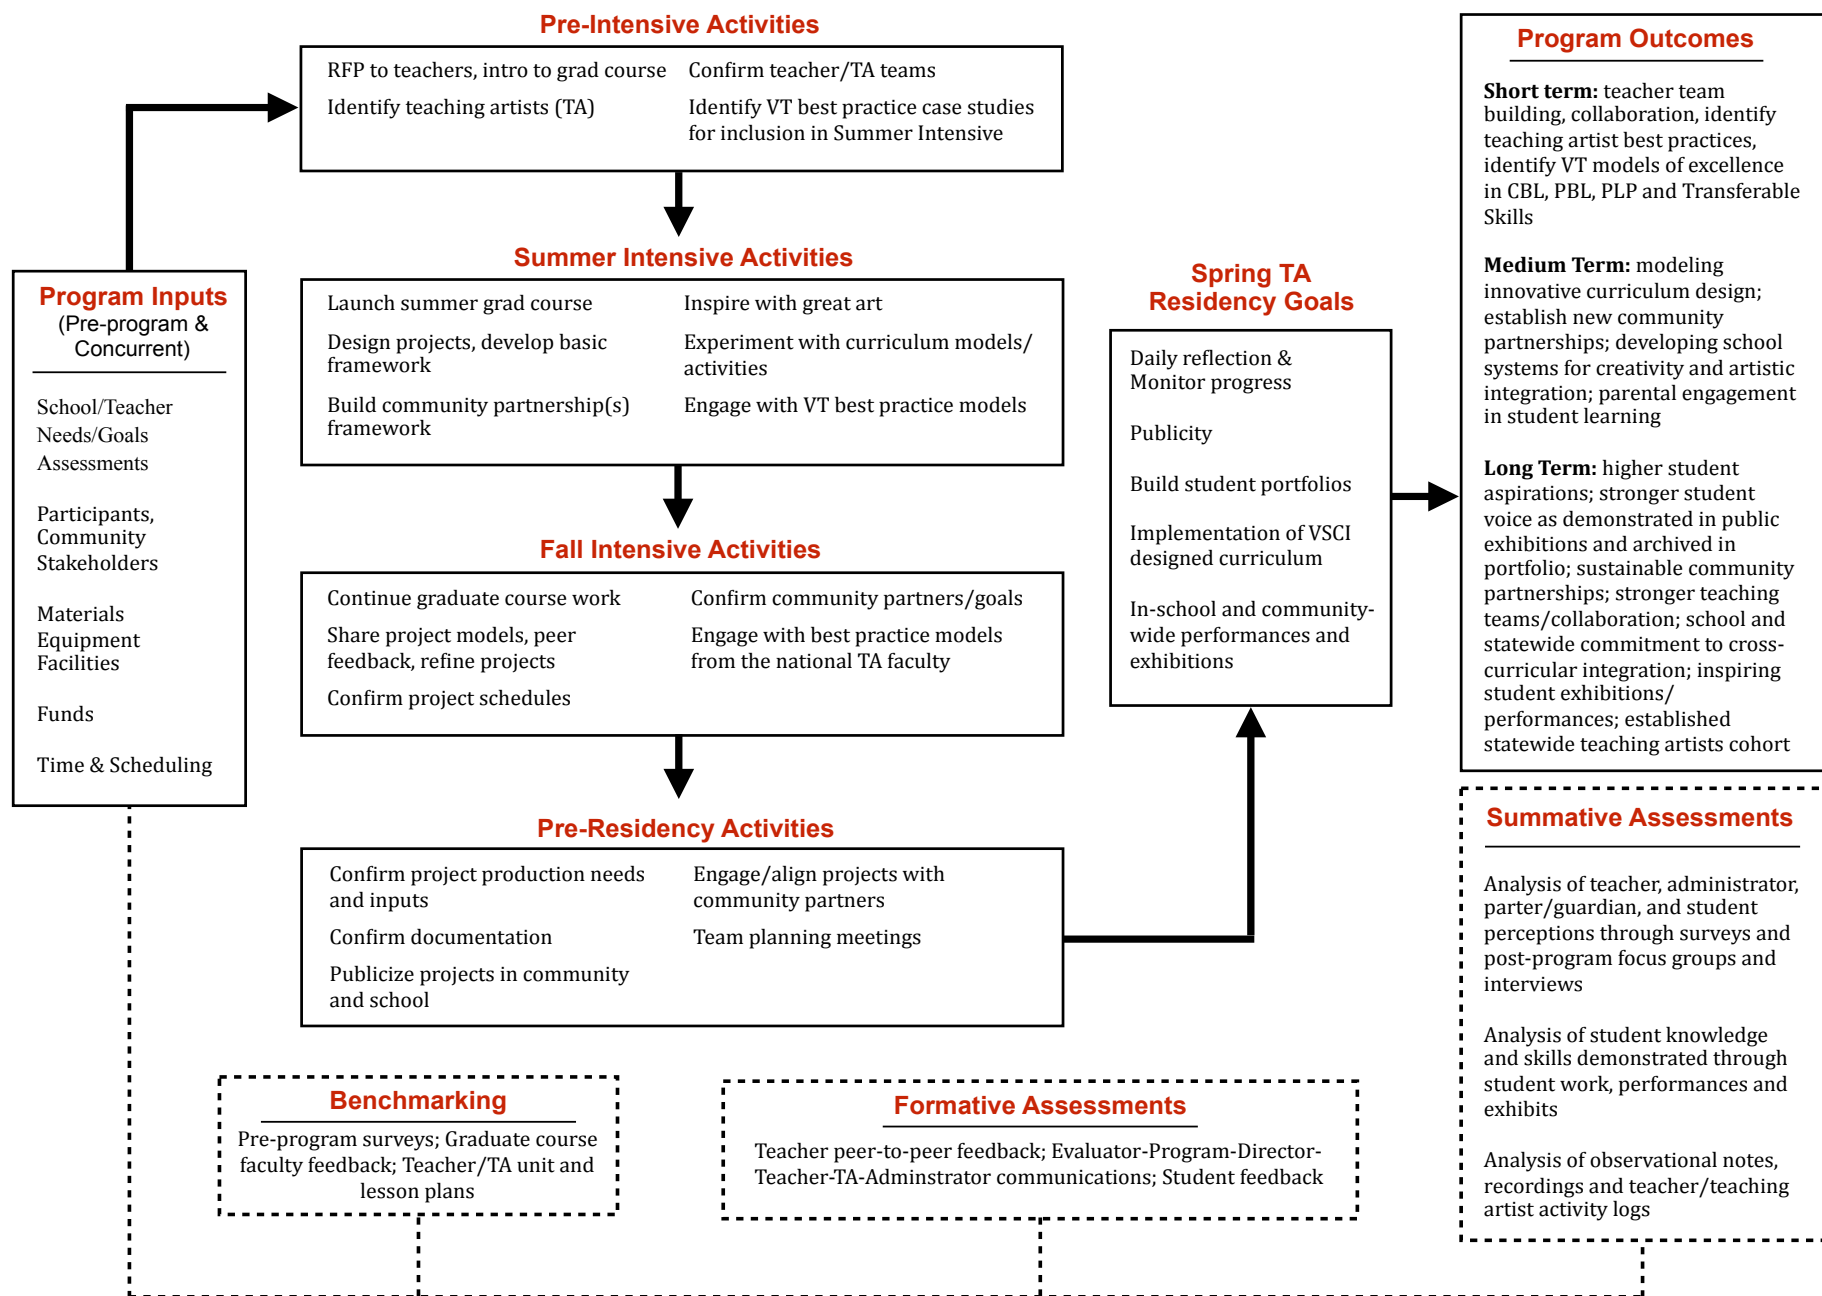 Pre-Intensive Activities
RFP to teachers, intro to grad course
Identify teaching artists (TA)
Confirm teacher/TA teams
Identify VT best practice case studies
for inclusion in Summer Intensive
Program Inputs
(Pre-program &
Concurrent)
School/Teacher
Needs/Goals
Assessments
Participants,
Community
Stakeholders
Materials
Equipment
Facilities
Funds
Time & Scheduling
Summer Intensive Activities
Launch summer grad course
Design projects, develop basic
framework
Build community partnership(s)
framework
Inspire with great art
Experiment with curriculum models/
activities
Engage with VT best practice models
Fall Intensive Activities
Continue graduate course work
Share project models, peer
feedback, refine projects
Confirm project schedules
Confirm community partners/goals
Engage with best practice models
from the national TA faculty
Pre-Residency Activities
Confirm project production needs
and inputs
Confirm documentation
Publicize projects in community
and school
Engage/align projects with
community partners
Team planning meetings
Spring TA
Residency Goals
Daily reflection &
Monitor progress
Publicity
Build student portfolios
Implementation of VSCI
designed curriculum
In-school and community-
wide performances and
exhibitions
Program Outcomes
Short term: teacher team
building, collaboration, identify
teaching artist best practices,
identify VT models of excellence
in CBL, PBL, PLP and Transferable
Skills
Medium Term: modeling
innovative curriculum design;
establish new community
partnerships; developing school
systems for creativity and artistic
integration; parental engagement
in student learning
Long Term: higher student
aspirations; stronger student
voice as demonstrated in public
exhibitions and archived in
portfolio; sustainable community
partnerships; stronger teaching
teams/collaboration; school and
statewide commitment to cross-
curricular integration; inspiring
student exhibitions/
performances; established
statewide teaching artists cohort
Benchmarking
Pre-program surveys; Graduate course
faculty feedback; Teacher/TA unit and
lesson plans
Formative Assessments
Teacher peer-to-peer feedback; Evaluator-Program-Director-
Teacher-TA-Adminstrator communications; Student feedback
Summative Assessments
Analysis of teacher, administrator,
parter/guardian, and student
perceptions through surveys and
post-program focus groups and
interviews
Analysis of student knowledge
and skills demonstrated through
student work, performances and
exhibits
Analysis of observational notes,
recordings and teacher/teaching
artist activity logs